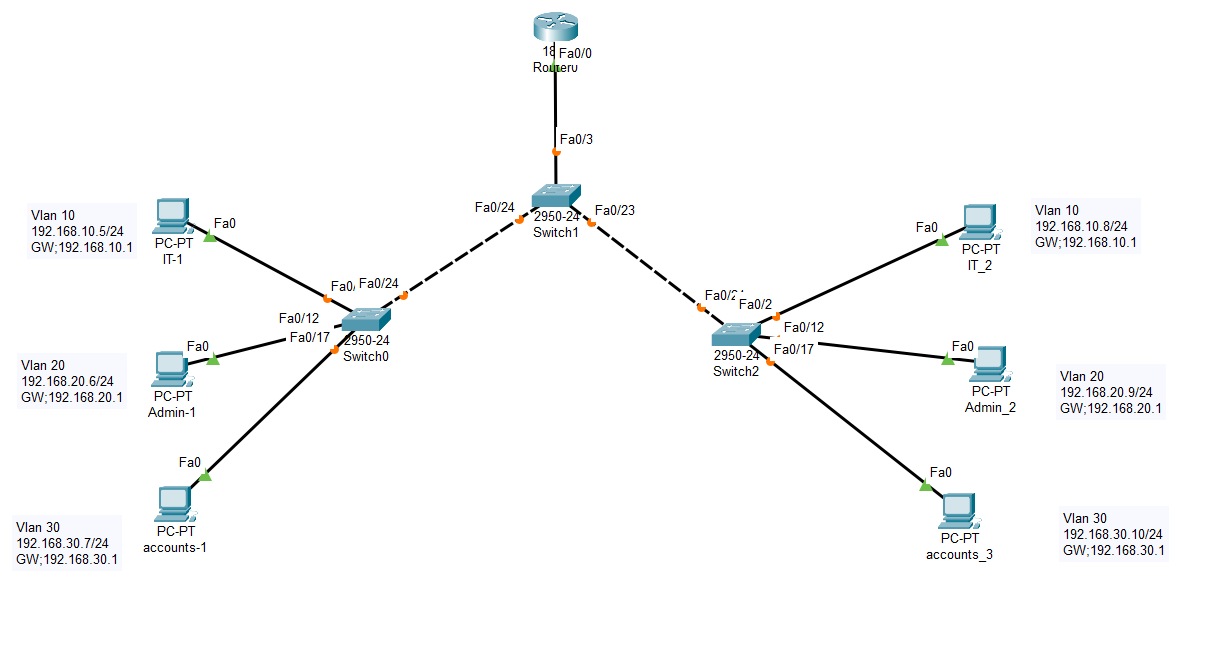 Fa0/0
Router0
Fa0/3
Fa0/24
Fa0/23
2950-24
Switch1
Vlan 10
192.168.10.5/24
GW;192.168.10.1
Fa0
PC-PT
IT-1
Fa0/24
Fa0/12
Fa0/17
2950-24
Switch0
Vlan 20
192.168.20.6/24
GW;192.168.20.1
Fa0
PC-PT
Admin-1
Vlan 30
192.168.30.7/24
GW;192.168.30.1
Fa0
PC-PT
accounts-1
Fa0/2
Fa0/12
Fa0/17
2950-24
Switch2
Fa0
PC-PT
IT_2
Vlan 10
192.168.10.8/24
GW;192.168.10.1
Fa0
PC-PT
Admin_2
Vlan 20
192.168.20.9/24
GW;192.168.20.1
Fa0
PC-PT
accounts_3
Vlan 30
192.168.30.10/24
GW;192.168.30.1